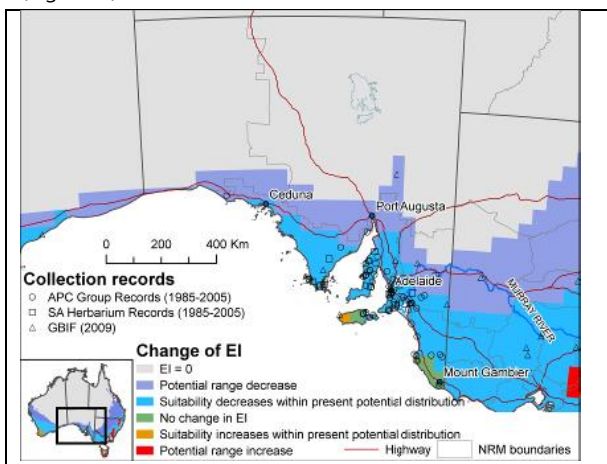 Ceduna
Port Augusta
0 200 400 Km
Adelaide
MURRAY RIVER
Mount Gambier
Collection records
APC Group Records (1985-2005)
SA Herbarium Records (1985-2005)
GBIF (2009)
Change of EI
EI = 0
Potential range decrease
Suitability decreases within present potential distribution
No change in EI
Suitability increases within present potential distribution
Potential range increase
Highway
NRM boundaries